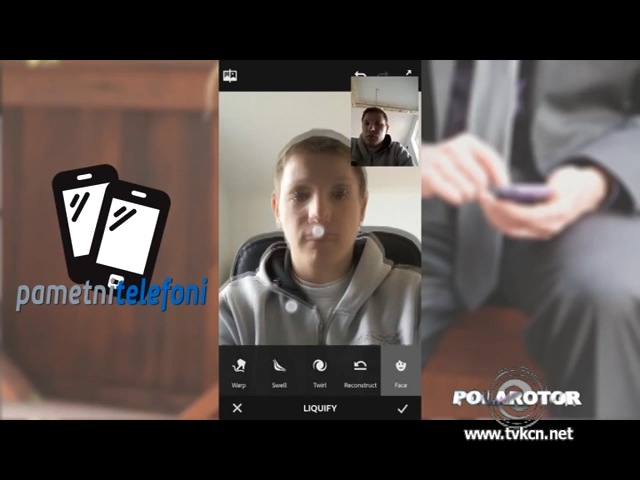 pametnitelefoni
Warp
Swell
Twirl
Reconstruct
Face
LIQUIFY
POLAROTOR
www.tvkcn.net